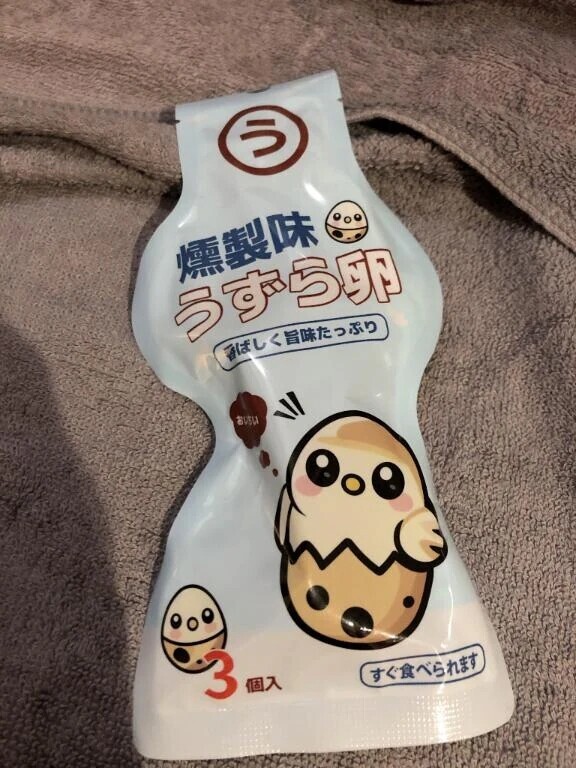 う
燻製味
うずら卵
香ばしく旨味たっぷり
おいちい
3個入
すぐ食べられます